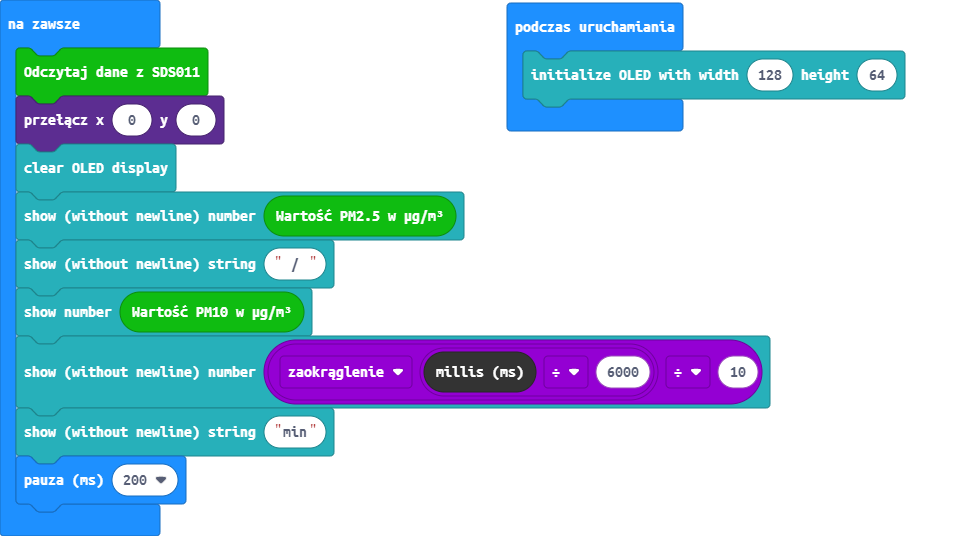 na zawsze
Odczytaj dane z SDS011
przełącz x 0 y 0
clear OLED display
show (without newline) number Wartość PM2.5 w µg/m³
show (without newline) string " / "
show number Wartość PM10 w µg/m³
show (without newline) number zaokrąglenie millis (ms) ÷ 6000 ÷ 10
show (without newline) string "min"
pauza (ms) 200
podczas uruchamiania
initialize OLED with width 128 height 64